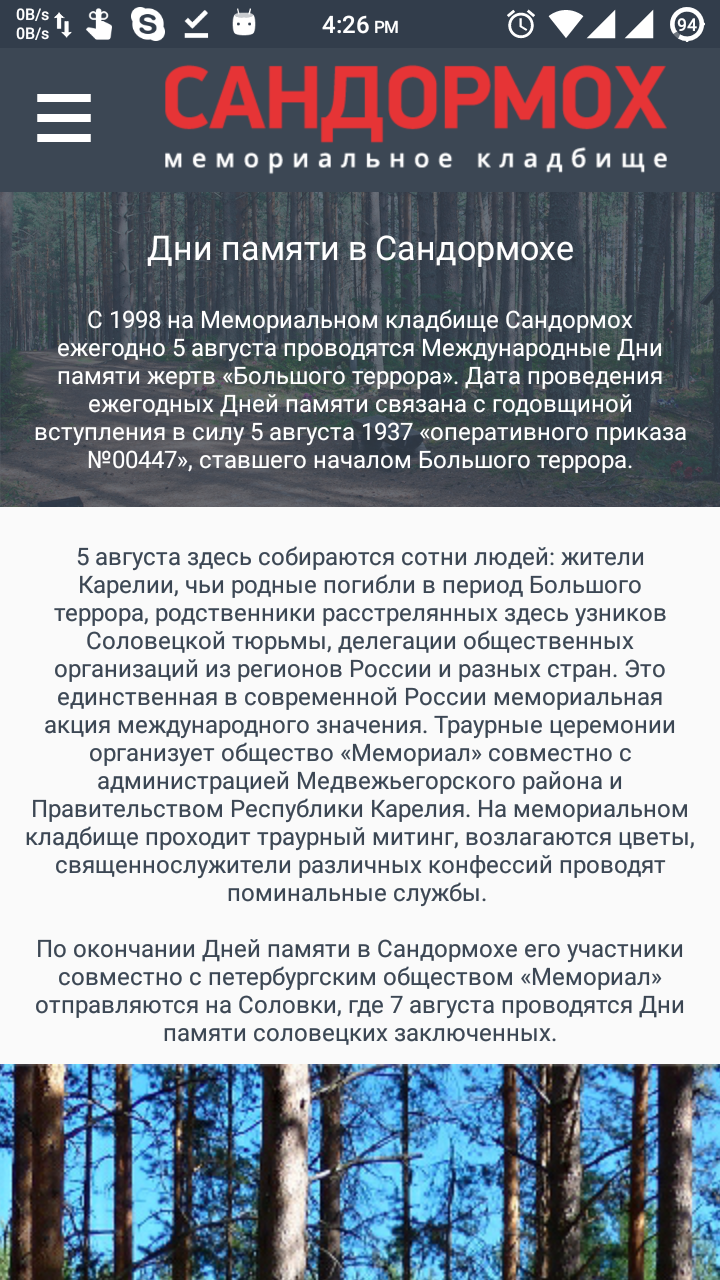 0B/s
0B/s
4:26 PM
94
САНДОРМОХ
мемориальное кладбище
Дни памяти в Сандормохе
С 1998 на Мемориальном кладбище Сандормох
ежегодно 5 августа проводятся Международные Дни
памяти жертв «Большого террора». Дата проведения
ежегодных Дней памяти связана с годовщиной
вступления в силу 5 августа 1937 «оперативного приказа
№00447», ставшего началом Большого террора.
5 августа здесь собираются сотни людей: жители
Карелии, чьи родные погибли в период Большого
террора, родственники расстрелянных здесь узников
Соловецкой тюрьмы, делегации общественных
организаций из регионов России и разных стран. Это
единственная в современной России мемориальная
акция международного значения. Траурные церемонии
организует общество «Мемориал» совместно с
администрацией Медвежьегорского района и
Правительством Республики Карелия. На мемориальном
кладбище проходит траурный митинг, возлагаются цветы,
священнослужители различных конфессий проводят
поминальные службы.
По окончании Дней памяти в Сандормохе его участники
совместно с петербургским обществом «Мемориал»
отправляются на Соловки, где 7 августа проводятся Дни
памяти соловецких заключенных.